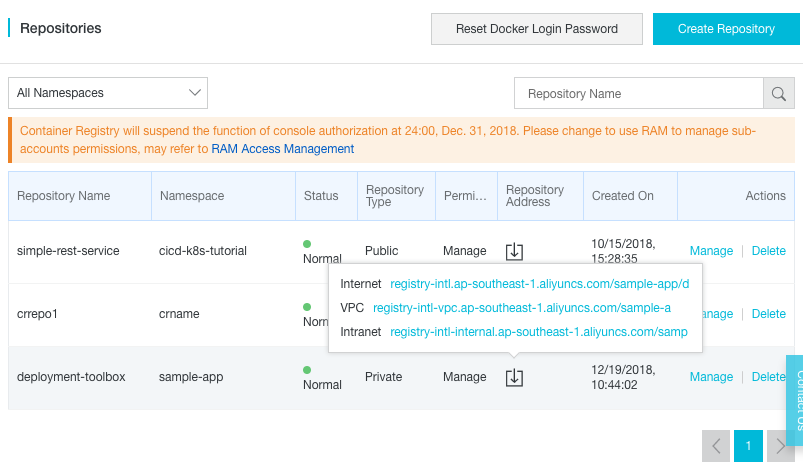 Repositories
Reset Docker Login Password
Create Repository
All Namespaces
Repository Name
Container Registry will suspend the function of console authorization at 24:00, Dec. 31, 2018. Please change to use RAM to manage sub-
accounts permissions, may refer to RAM Access Management
Repository Name Namespace Status Repository Type Permi... Repository Address Created On Actions
simple-rest-service cicd-k8s-tutorial Normal Public Manage 10/15/2018, 15:28:35 Manage Delete
Internet registry-intl.ap-southeast-1.aliyuncs.com/sample-app/d
VPC registry-intl-vpc.ap-southeast-1.aliyuncs.com/sample-a
Intranet registry-intl-internal.ap-southeast-1.aliyuncs.com/samp
crrepo1 crname Delete
deployment-toolbox sample-app Normal Private Manage 12/19/2018, 10:44:02 Manage Delete
Contact Us
1